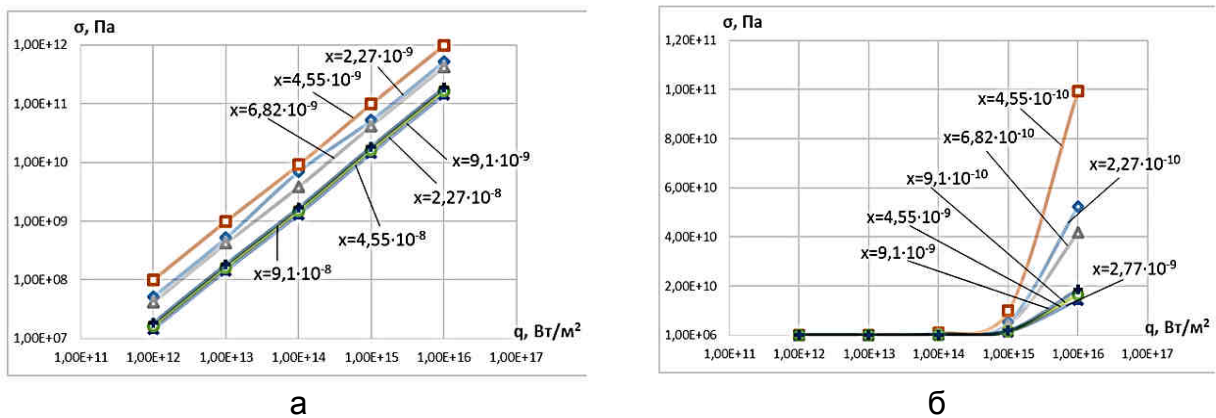 σ, Па
1,00E+12
1,00E+11
1,00E+10
1,00E+09
1,00E+08
1,00E+07
x=2,27·10⁻⁹
x=4,55·10⁻⁹
x=6,82·10⁻⁹
x=9,1·10⁻⁹
x=2,27·10⁻⁸
x=4,55·10⁻⁸
x=9,1·10⁻⁸
q, Вт/м²
1,00E+11 1,00E+12 1,00E+13 1,00E+14 1,00E+15 1,00E+16 1,00E+17
а
σ, Па
1,20E+11
1,00E+11
8,00E+10
6,00E+10
4,00E+10
2,00E+10
1,00E+06
x=4,55·10⁻¹⁰
x=6,82·10⁻¹⁰
x=2,27·10⁻¹⁰
x=9,1·10⁻¹⁰
x=4,55·10⁻⁹
x=9,1·10⁻⁹
x=2,77·10⁻⁹
q, Вт/м²
1,00E+11 1,00E+12 1,00E+13 1,00E+14 1,00E+15 1,00E+16 1,00E+17
б